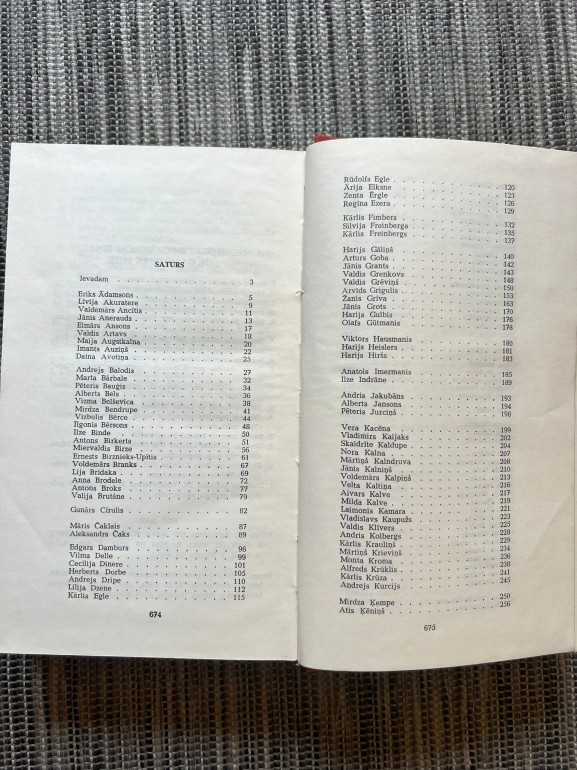 SATURS
Ievadam . . . . . . . . . . 3
Ēriks Ādamsons . . . . . . . . . . 5
Līvija Akuratere . . . . . . . . . . 9
Valdemārs Ancītis . . . . . . . . . . 11
Jānis Anerauds . . . . . . . . . . 13
Elmārs Ansons . . . . . . . . . . 17
Valdis Artavs . . . . . . . . . . 18
Maija Augstkalna . . . . . . . . . . 20
Imants Auziņš . . . . . . . . . . 22
Daina Avotiņa . . . . . . . . . . 25
Andrejs Balodis . . . . . . . . . . 27
Marta Bārbale . . . . . . . . . . 32
Pēteris Bauģis . . . . . . . . . . 34
Alberts Bels . . . . . . . . . . 36
Vizma Belševica . . . . . . . . . . 38
Mirdza Bendrupe . . . . . . . . . . 41
Vizbulis Bērce . . . . . . . . . . 44
Ilgonis Bērsons . . . . . . . . . . 48
Ilze Binde . . . . . . . . . . 50
Antons Birkerts . . . . . . . . . . 51
Miervaldis Birze . . . . . . . . . . 56
Ernests Birznieks-Upītis . . . . . . . . . . 61
Voldemārs Branks . . . . . . . . . . 67
Lija Brīdaka . . . . . . . . . . 69
Anna Brodele . . . . . . . . . . 72
Antons Broks . . . . . . . . . . 77
Valija Brutāne . . . . . . . . . . 79
Gunārs Cīrulis . . . . . . . . . . 82
Māris Čaklais . . . . . . . . . . 87
Aleksandrs Čaks . . . . . . . . . . 89
Edgars Damburs . . . . . . . . . . 96
Vilma Delle . . . . . . . . . . 99
Cecīlija Dinere . . . . . . . . . . 101
Herberts Dorbe . . . . . . . . . . 105
Andrejs Dripe . . . . . . . . . . 110
Lilija Dzene . . . . . . . . . . 112
Kārlis Egle . . . . . . . . . . 115
674
Rūdolfs Egle . . . . . . . . . . 120
Ārija Elksne . . . . . . . . . . 123
Zenta Ērgle . . . . . . . . . . 126
Regīna Ezera . . . . . . . . . . 129
Kārlis Fimbers . . . . . . . . . . 132
Silvija Freinberga . . . . . . . . . . 135
Kārlis Freinbergs . . . . . . . . . . 137
Harijs Gāliņš . . . . . . . . . . 140
Arturs Goba . . . . . . . . . . 142
Jānis Grants . . . . . . . . . . 143
Valdis Grenkovs . . . . . . . . . . 148
Valdis Grēviņš . . . . . . . . . . 150
Arvīds Grigulis . . . . . . . . . . 153
Žanis Grīva . . . . . . . . . . 163
Jānis Grots . . . . . . . . . . 170
Harijs Gulbis . . . . . . . . . . 176
Olafs Gūtmanis . . . . . . . . . . 178
Viktors Hausmanis . . . . . . . . . . 180
Harijs Heislers . . . . . . . . . . 181
Harijs Hiršs . . . . . . . . . . 183
Anatols Imermanis . . . . . . . . . . 185
Ilze Indrāne . . . . . . . . . . 189
Andris Jakubāns . . . . . . . . . . 193
Alberts Jansons . . . . . . . . . . 194
Pēteris Jurciņš . . . . . . . . . . 198
Vera Kacēna . . . . . . . . . . 199
Vladimirs Kaijaks . . . . . . . . . . 202
Skaidrīte Kaldupe . . . . . . . . . . 204
Nora Kalna . . . . . . . . . . 207
Mārtiņš Kalndruva . . . . . . . . . . 208
Jānis Kalniņš . . . . . . . . . . 210
Voldemārs Kalpiņš . . . . . . . . . . 213
Velta Kaltiņa . . . . . . . . . . 216
Aivars Kalve . . . . . . . . . . 217
Milda Kalve . . . . . . . . . . 219
Laimonis Kamara . . . . . . . . . . 221
Vladislavs Kaupužs . . . . . . . . . . 223
Valdis Klīvers . . . . . . . . . . 225
Andris Kolbergs . . . . . . . . . . 228
Kārlis Krauliņš . . . . . . . . . . 229
Mārtiņš Krieviņš . . . . . . . . . . 234
Monta Kroma . . . . . . . . . . 236
Alfreds Krūklis . . . . . . . . . . 238
Kārlis Krūza . . . . . . . . . . 241
Andrejs Kurcijs . . . . . . . . . . 245
Mirdza Ķempe . . . . . . . . . . 250
Atis Ķēniņš . . . . . . . . . . 256
675